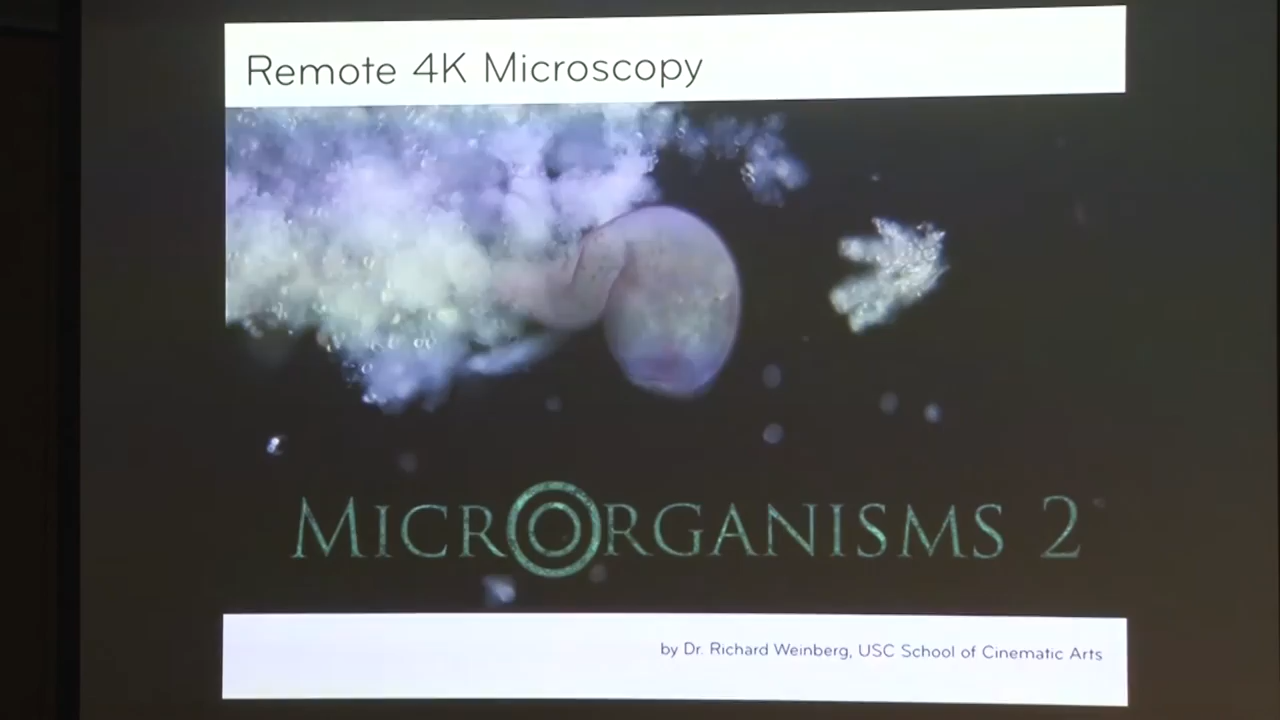 Remote 4K Microscopy
MICRORGANISMS 2
by Dr. Richard Weinberg, USC School of Cinematic Arts